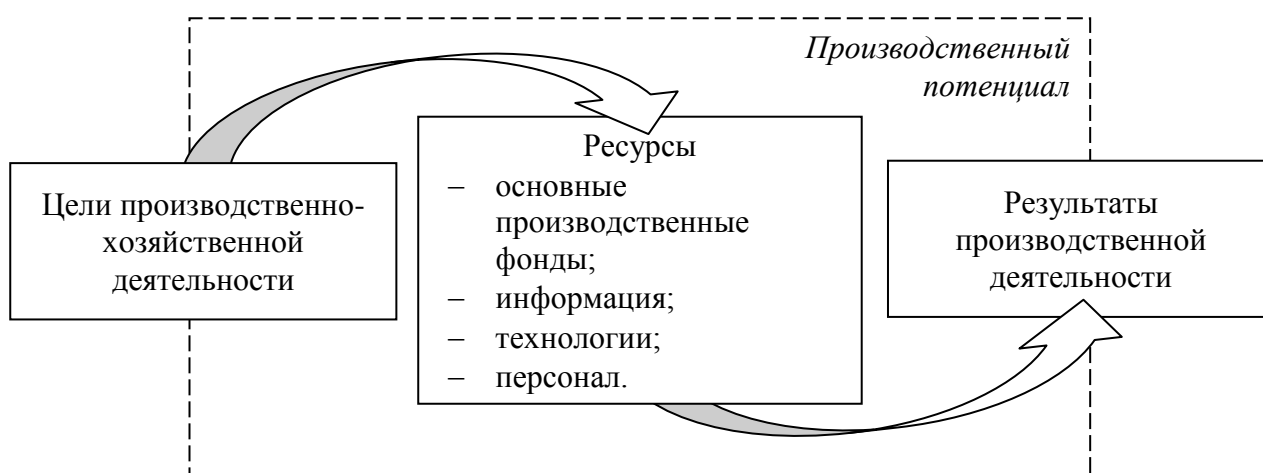 Производственный
потенциал
Цели производственно-
хозяйственной
деятельности
Ресурсы
– основные
производственные
фонды;
– информация;
– технологии;
– персонал.
Результаты
производственной
деятельности